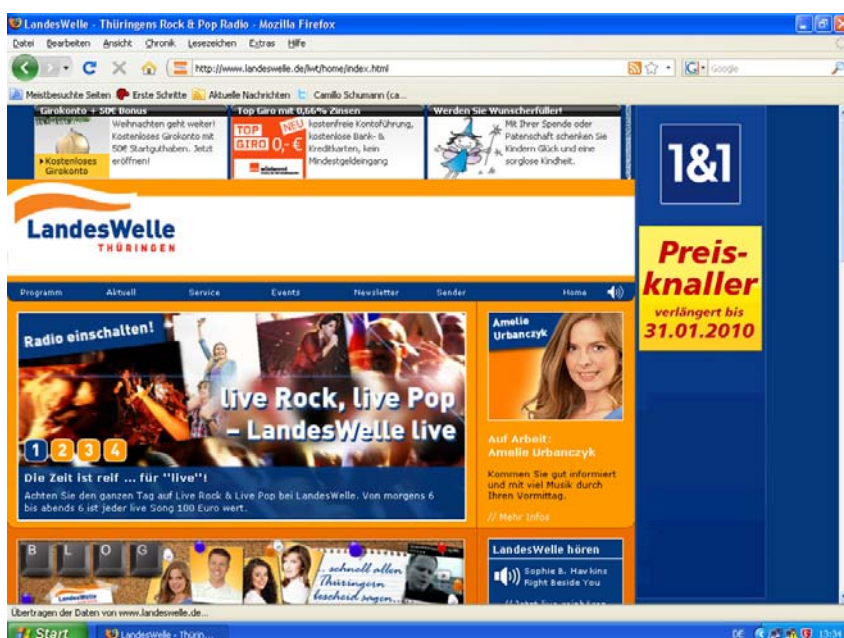 LandesWelle - Thüringens Rock & Pop Radio - Mozilla Firefox
Datei Bearbeiten Ansicht Chronik Lesezeichen Extras Hilfe
http://www.landeswelle.de/lwt/home/index.html
Google
Meistbesuchte Seiten Erste Schritte Aktuelle Nachrichten Camillo Schumann (ca...
Girokonto + 50€ Bonus
Weihnachten geht weiter!
Kostenloses Girokonto mit
50€ Startguthaben. Jetzt
eröffnen!
Kostenloses
Girokonto
Top Giro mit 0,66% Zinsen
TOP NEU
GIRO 0,-€
kostenfreie Kontoführung,
kostenlose Bank- &
Kreditkarten, kein
Mindestgeldeingang
Werden Sie Wunscherfüller!
Mit Ihrer Spende oder
Patenschaft schenken Sie
Kindern Glück und eine
sorglose Kindheit.
1&1
Preis-
knaller
verlängert bis
31.01.2010
LandesWelle
THÜRINGEN
Programm Aktuell Service Events Newsletter Sender Home
Radio einschalten!
live Rock, live Pop
– LandesWelle live
1 2 3 4
Die Zeit ist reif ... für "live"!
Achten Sie den ganzen Tag auf Live Rock & Live Pop bei LandesWelle. Von morgens 6
bis abends 6 ist jeder live Song 100 Euro wert.
Amelie
Urbanczyk
Auf Arbeit:
Amelie Urbanczyk
Kommen Sie gut informiert
und mit viel Musik durch
Ihren Vormittag.
// Mehr Infos
BLOG
LandesWelle
... schnell allen
Thüringern
bescheid sagen...
LandesWelle hören
Sophie B. Hawkins
Right Beside You
Übertragen der Daten von www.landeswelle.de...
Start
LandesWelle - Thürin...
DE
13:34